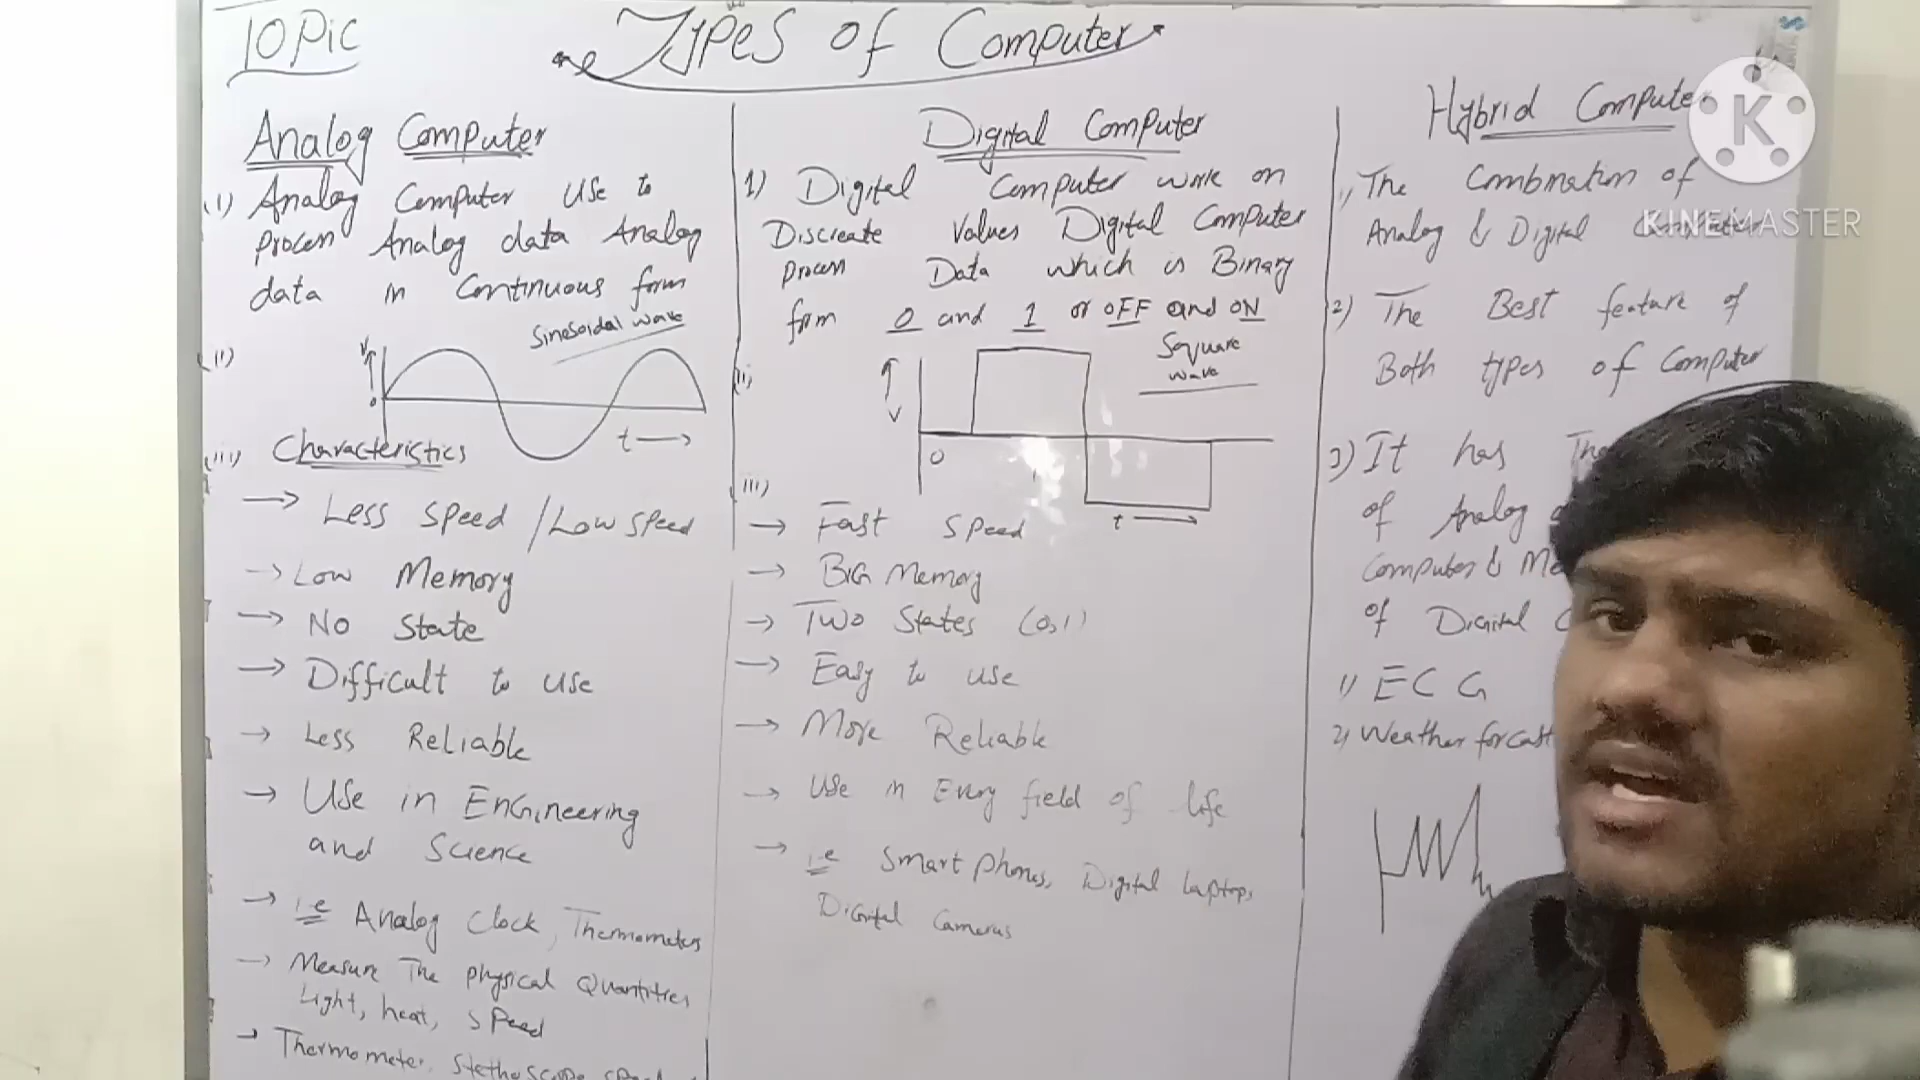 Topic
Types of Computer
Analog Computer
(i) Analog Computer Use to
Process Analog data Analog
data in Continuous form
Sinesoidal wave
(ii)
V
o
t
(iii) Characteristics
Less Speed / Low Speed
Low Memory
No State
Difficult to Use
Less Reliable
Use in Engineering
and Science
i.e Analog Clock, Thermometers
Measure The physical Quantities
Light, heat, speed
Thermometer, Stethoscope,
Digital Computer
1) Digital Computer work on
Discreate Values Digital Computer
Process Data which is Binary
form 0 and 1 or OFF and ON
Square
wave
ii)
V
0
t
iii)
Fast Speed
BIG Memory
Two States (0,1)
Easy to use
More Reliable
Use in Every field of life
i.e Smart phones, Digital Laptop,
Digital Cameras
Hybrid Computer
1) The Combination of
Analog & Digital Computer
2) The Best feature of
Both types of Computer
3) It has The
of Analog
Computer &
of Digital
1) E C G
2) Weather forcast
K
KINEMASTER